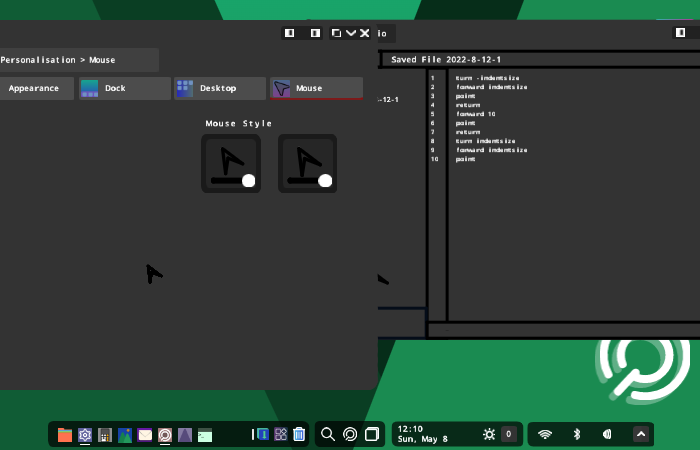 io
Personalisation > Mouse
Saved File 2022-8-12-1
Appearance
Dock
Desktop
Mouse
-12-1
Mouse Style
1 turn -indentsize
2 forward indentsize
3 point
4 return
5 forward 10
6 point
7 return
8 turn indentsize
9 forward indentsize
10 point
12:10
Sun, May 8
0